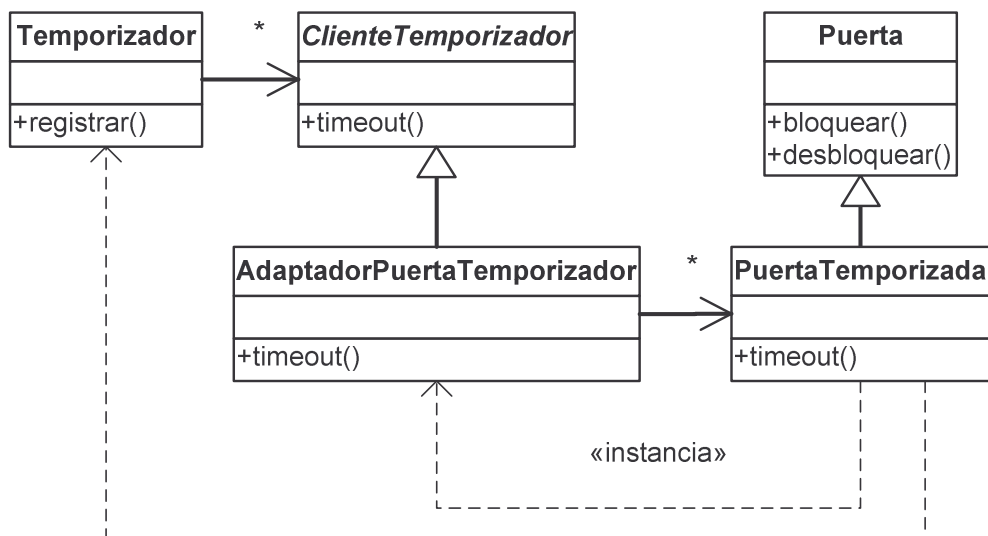 Temporizador
+registrar()
*
ClienteTemporizador
+timeout()
Puerta
+bloquear()
+desbloquear()
AdaptadorPuertaTemporizador
+timeout()
*
PuertaTemporizada
+timeout()
«instancia»